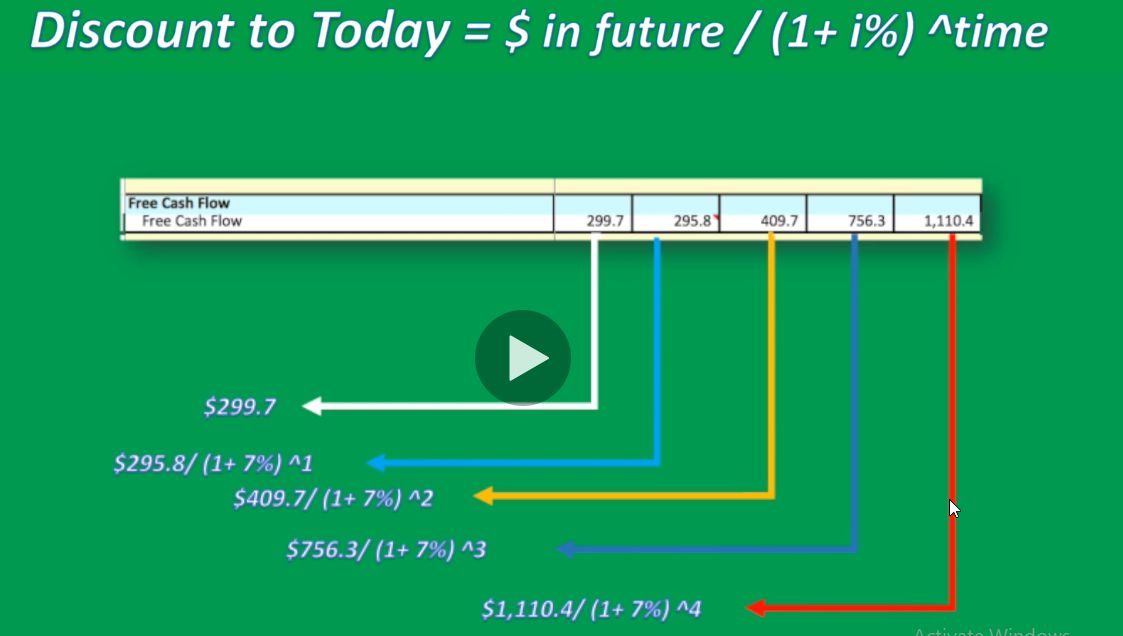 Discount to Today = $ in future / (1+ i%) ^time
Free Cash Flow
Free Cash Flow 299.7 295.8 409.7 756.3 1,110.4
$299.7
$295.8/ (1+ 7%) ^1
$409.7/ (1+ 7%) ^2
$756.3/ (1+ 7%) ^3
$1,110.4/ (1+ 7%) ^4
Activate Windows